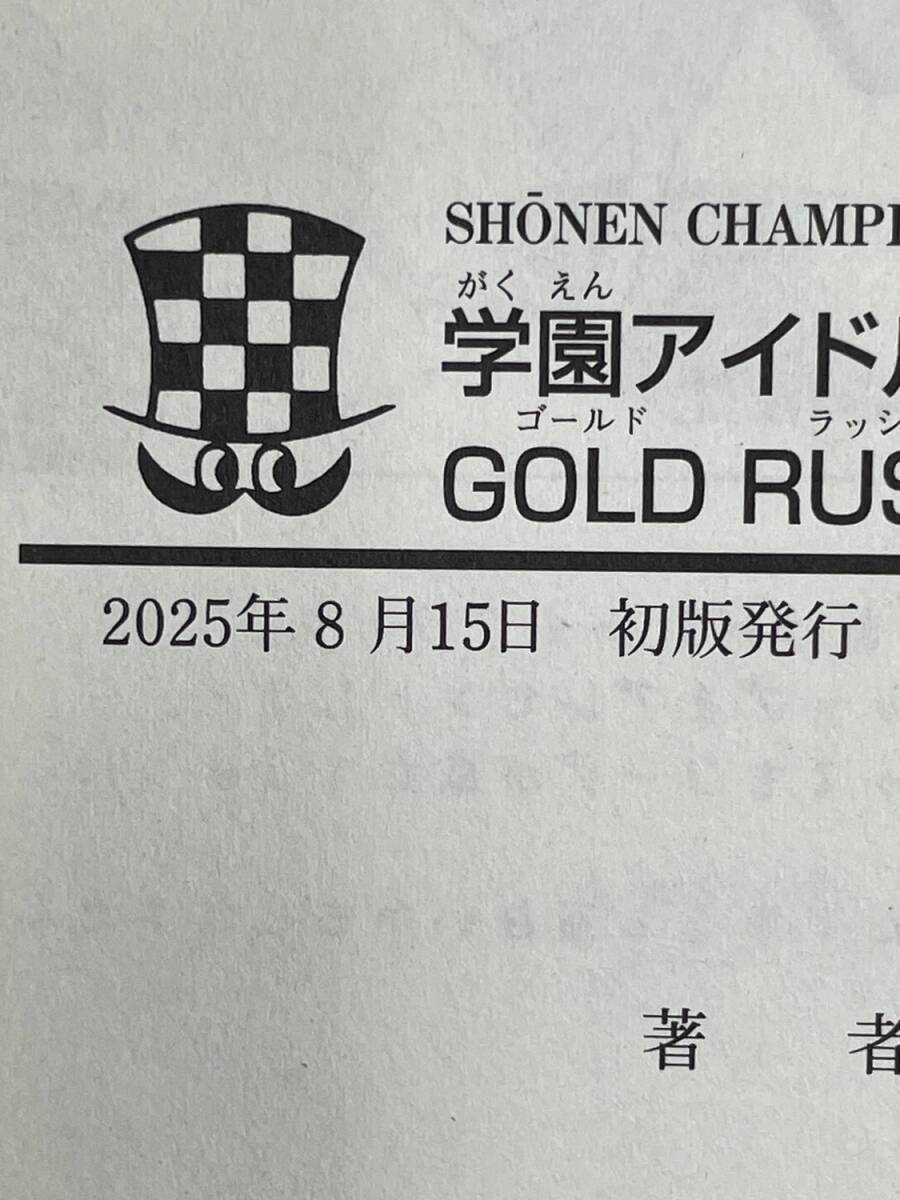 SHŌNEN CHAMPI
がくえん
学園アイド
ゴールド ラッシ
GOLD RUS
2025年8月15日 初版発行
著 者